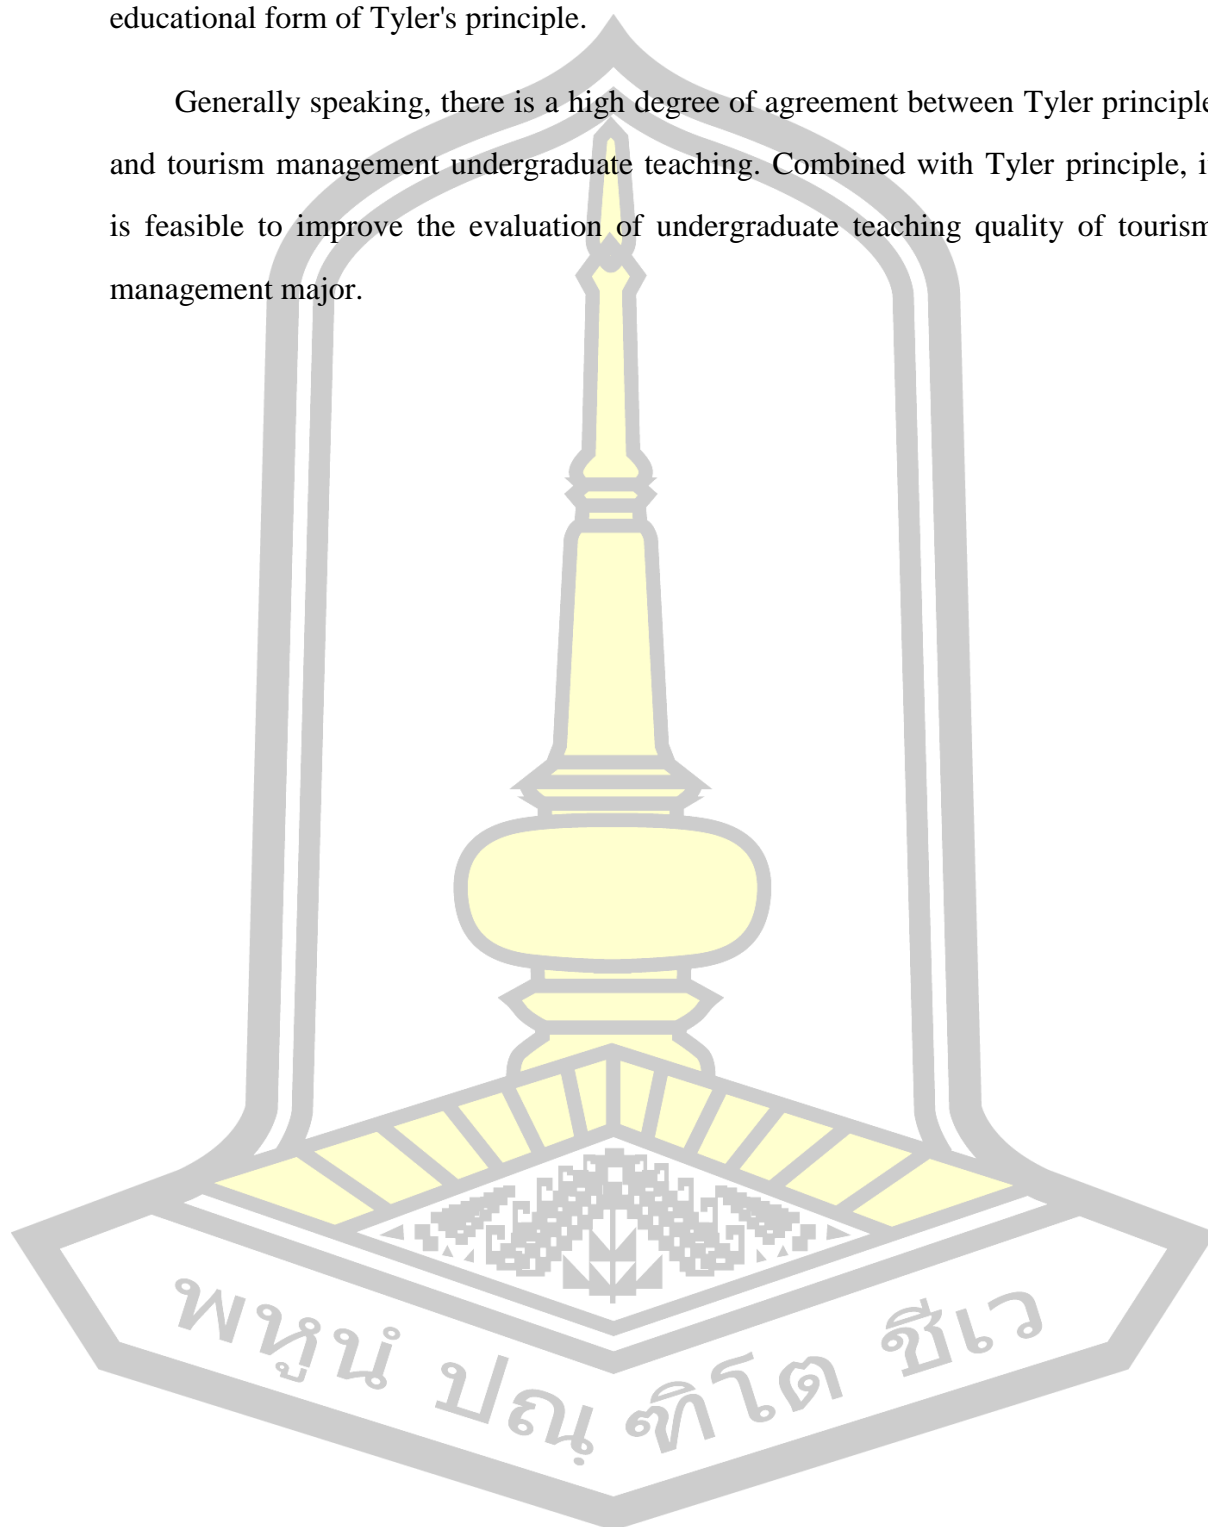 educational form of Tyler's principle.
Generally speaking, there is a high degree of agreement between Tyler principle
and tourism management undergraduate teaching. Combined with Tyler principle, it
is feasible to improve the evaluation of undergraduate teaching quality of tourism
management major.
พหูนํ ปณฺ ฑิโต ชีเว